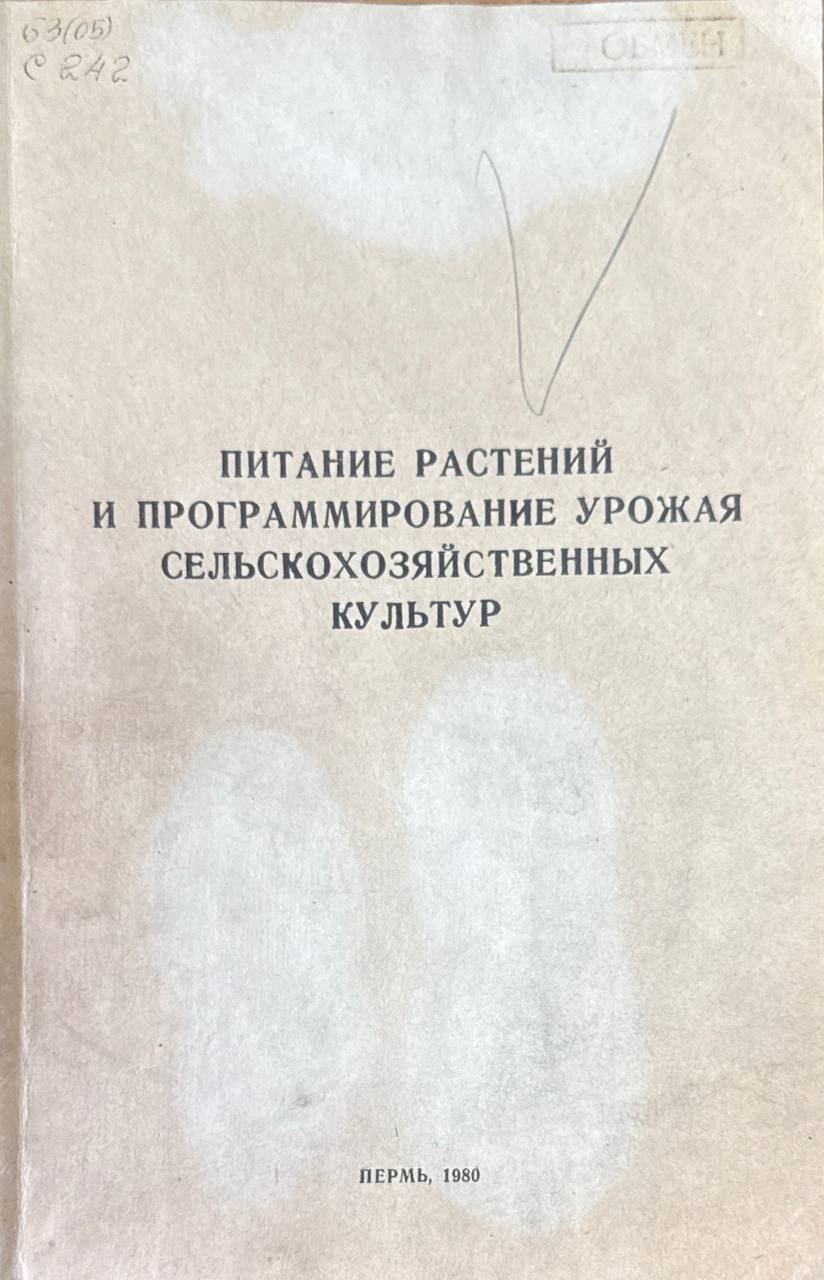 63(05)
С 242
ОБМЕН
ПИТАНИЕ РАСТЕНИЙ
И ПРОГРАММИРОВАНИЕ УРОЖАЯ
СЕЛЬСКОХОЗЯЙСТВЕННЫХ
КУЛЬТУР
ПЕРМЬ, 1980